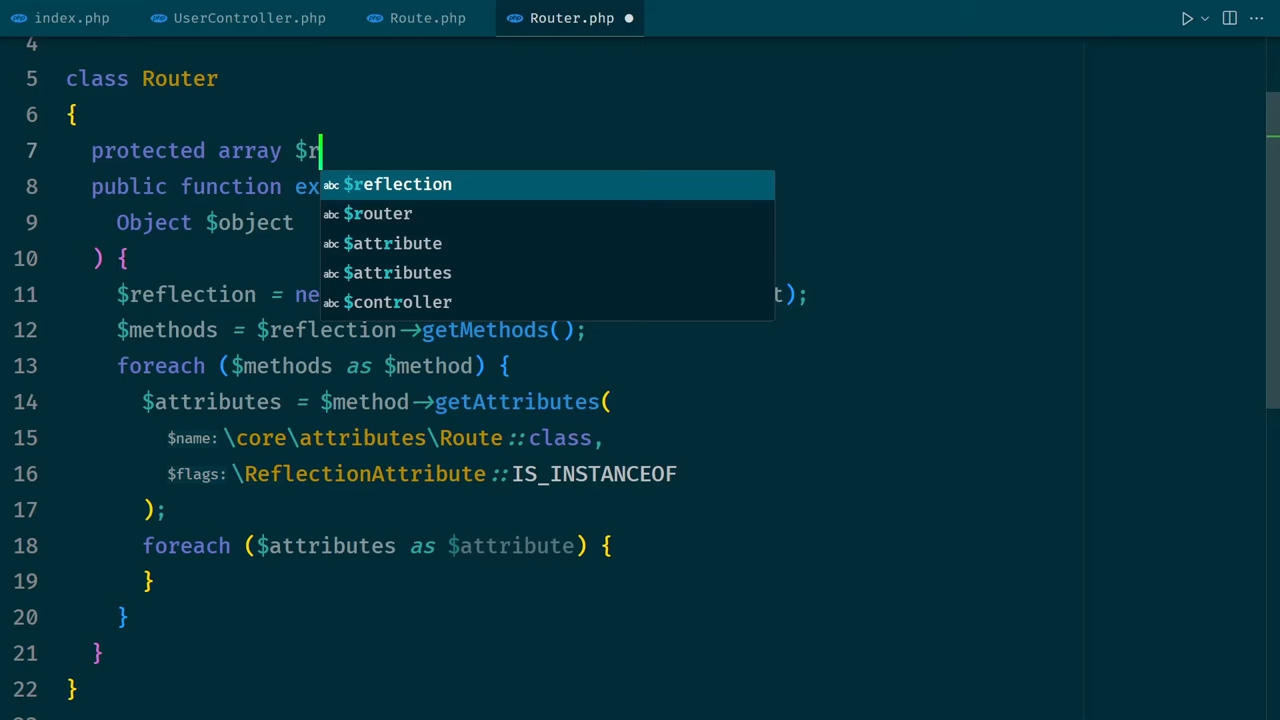 index.php UserController.php Route.php Router.php
4
5 class Router
6 {
7 protected array $r
$reflection
8 public function ex
$router
9 Object $object
$attribute
10 ) {
$attributes
11 $reflection = ne t);
$controller
12 $methods = $reflection->getMethods();
13 foreach ($methods as $method) {
14 $attributes = $method->getAttributes(
15 $name: \core\attributes\Route::class,
16 $flags: \ReflectionAttribute::IS_INSTANCEOF
17 );
18 foreach ($attributes as $attribute) {
19 }
20 }
21 }
22 }